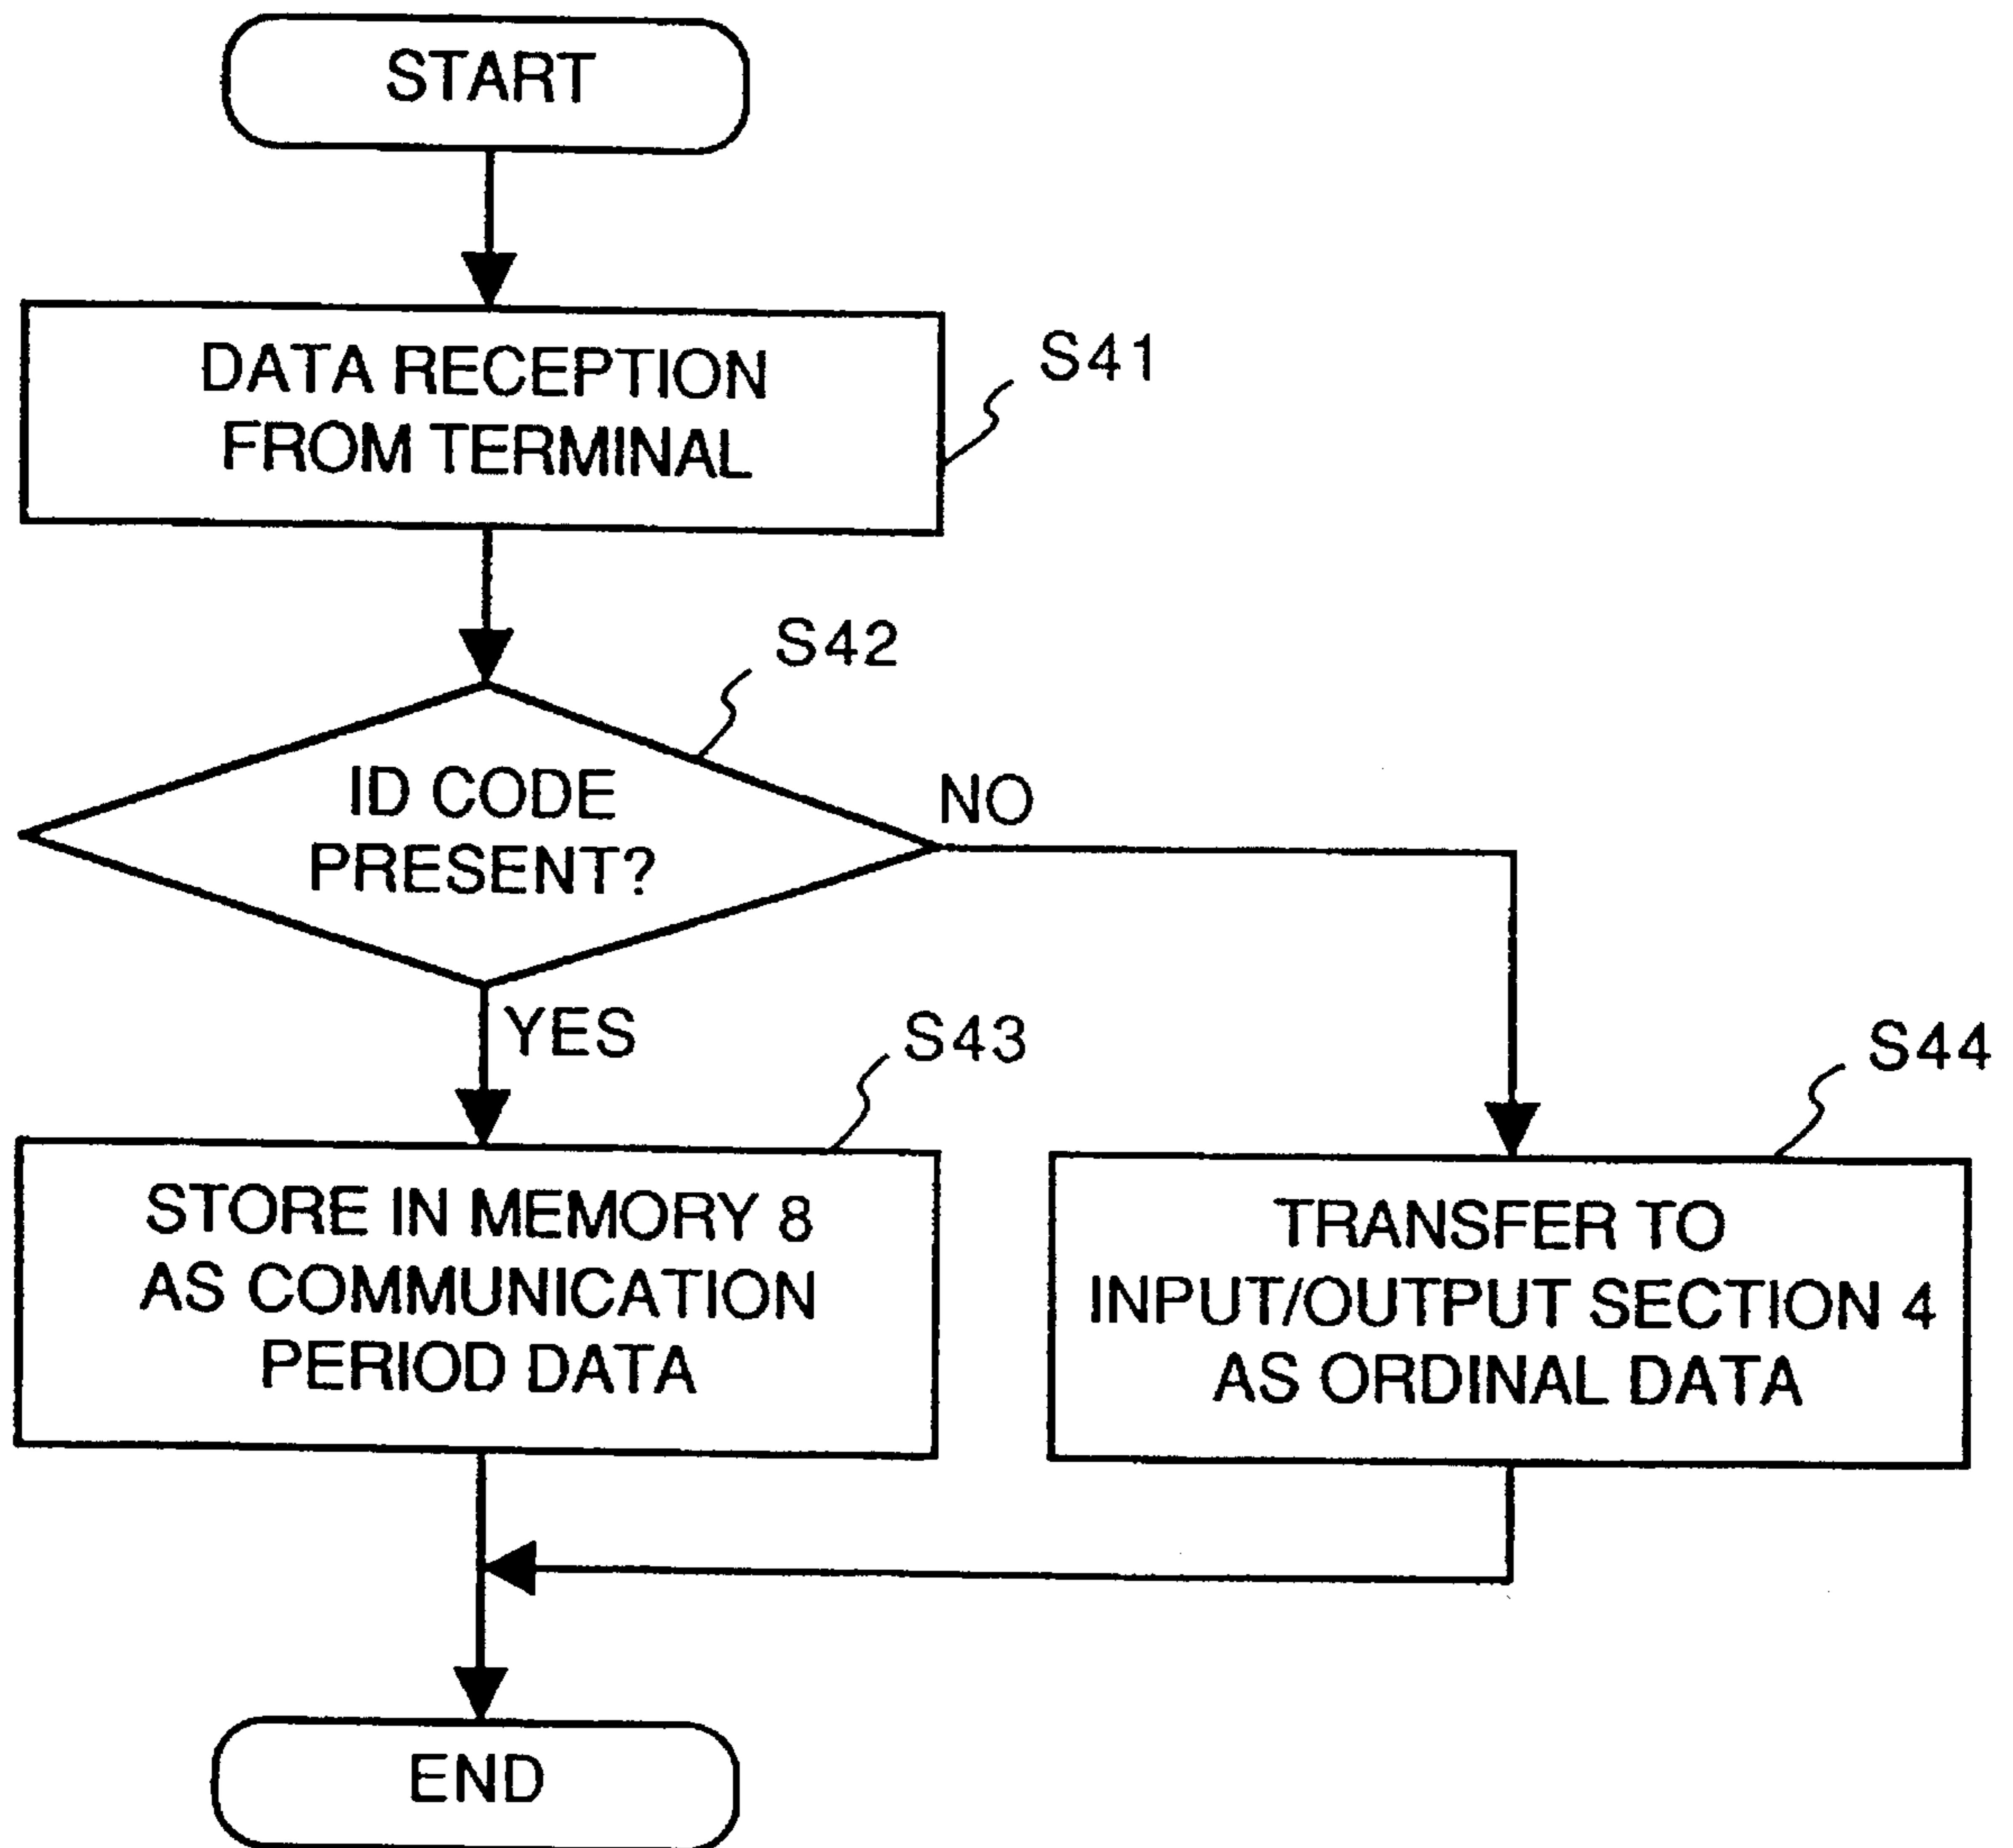 START
DATA RECEPTION
FROM TERMINAL
S41
S42
ID CODE
PRESENT?
NO
YES
S43
S44
STORE IN MEMORY 8
AS COMMUNICATION
PERIOD DATA
TRANSFER TO
INPUT/OUTPUT SECTION 4
AS ORDINAL DATA
END